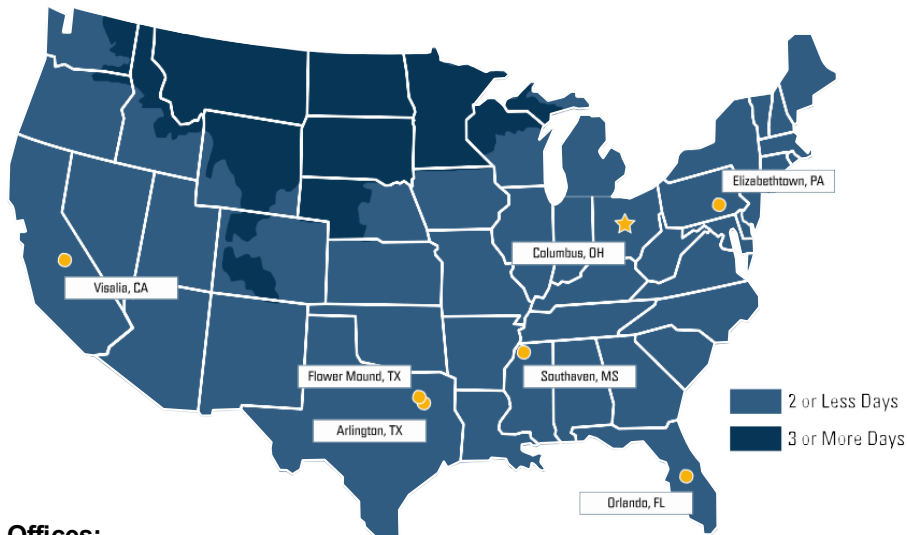 Elizabethtown, PA
Columbus, OH
Visalia, CA
Flower Mound, TX
Southaven, MS
2 or Less Days
Arlington, TX
3 or More Days
Orlando, FL
Offices: